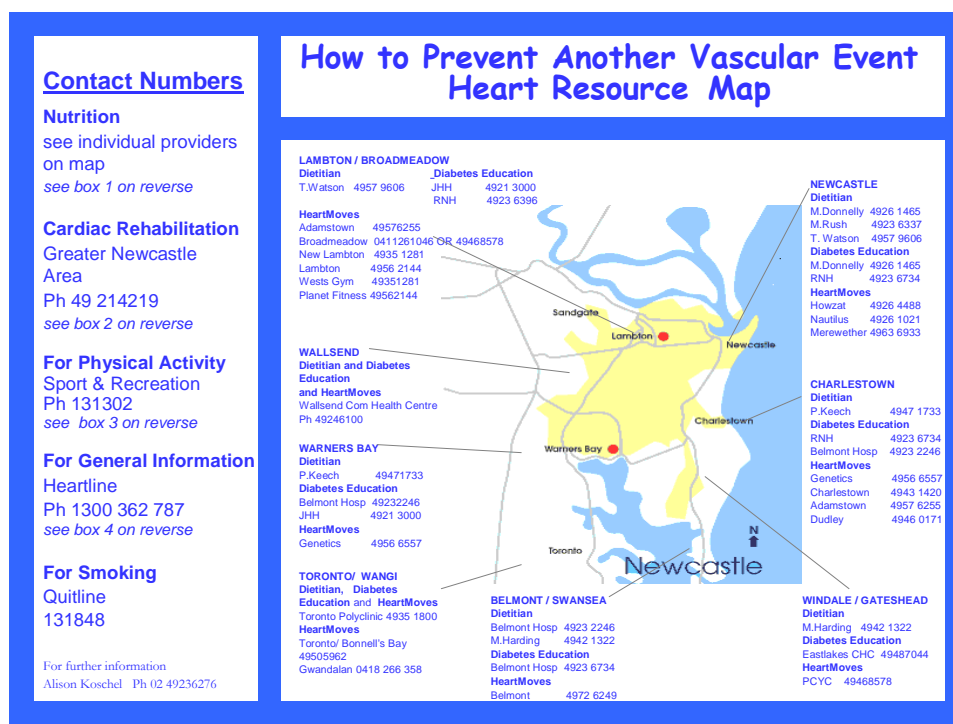 How to Prevent Another Vascular Event
Heart Resource Map
Contact Numbers
Nutrition
see individual providers
on map
see box 1 on reverse
Cardiac Rehabilitation
Greater Newcastle
Area
Ph 49 214219
see box 2 on reverse
For Physical Activity
Sport & Recreation
Ph 131302
see box 3 on reverse
For General Information
Heartline
Ph 1300 362 787
see box 4 on reverse
For Smoking
Quitline
131848
For further information
Alison Koschel Ph 02 49236276
LAMBTON / BROADMEADOW
Dietitian _Diabetes Education
T.Watson 4957 9606 JHH 4921 3000
RNH 4923 6396
HeartMoves
Adamstown 49576255
Broadmeadow 0411261046 OR 49468578
New Lambton 4935 1281
Lambton 4956 2144
Wests Gym 49351281
Planet Fitness 49562144
WALLSEND
Dietitian and Diabetes
Education
and HeartMoves
Wallsend Com Health Centre
Ph 49246100
WARNERS BAY
Dietitian
P.Keech 49471733
Diabetes Education
Belmont Hosp 49232246
JHH 4921 3000
HeartMoves
Genetics 4956 6557
TORONTO/ WANGI
Dietitian, Diabetes
Education and HeartMoves
Toronto Polyclinic 4935 1800
HeartMoves
Toronto/ Bonnell's Bay
49505962
Gwandalan 0418 266 358
Sandgate
Lambton
Newcastle
Charlestown
Warners Bay
Toronto
N
Newcastle
BELMONT / SWANSEA
Dietitian
Belmont Hosp 4923 2246
M.Harding 4942 1322
Diabetes Education
Belmont Hosp 4923 6734
HeartMoves
Belmont 4972 6249
NEWCASTLE
Dietitian
M.Donnelly 4926 1465
M.Rush 4923 6337
T. Watson 4957 9606
Diabetes Education
M.Donnelly 4926 1465
RNH 4923 6734
HeartMoves
Howzat 4926 4488
Nautilus 4926 1021
Merewether 4963 6933
CHARLESTOWN
Dietitian
P.Keech 4947 1733
Diabetes Education
RNH 4923 6734
Belmont Hosp 4923 2246
HeartMoves
Genetics 4956 6557
Charlestown 4943 1420
Adamstown 4957 6255
Dudley 4946 0171
WINDALE / GATESHEAD
Dietitian
M.Harding 4942 1322
Diabetes Education
Eastlakes CHC 49487044
HeartMoves
PCYC 49468578